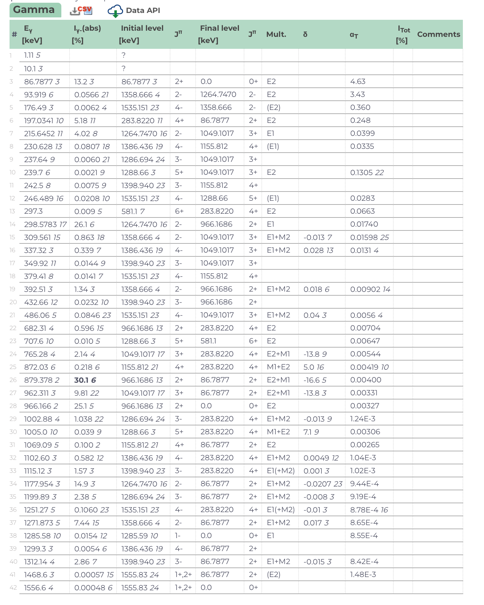 Gamma CSV Data API
# Eγ [keV] Iγ,(abs) [%] Initial level [keV] Jπ Final level [keV] Jπ Mult. δ αT ITot [%] Comments
1 1.11 5 ?
2 10.1 3 ?
3 86.7877 3 13.2 3 86.7877 3 2+ 0.0 0+ E2 4.63
4 93.919 6 0.0566 21 1358.666 4 2- 1264.7470 2- E2 3.43
5 176.49 3 0.0062 4 1535.151 23 4- 1358.666 2- (E2) 0.360
6 197.0341 10 5.18 11 283.8220 11 4+ 86.7877 2+ E2 0.248
7 215.6452 11 4.02 8 1264.7470 16 2- 1049.1017 3+ E1 0.0399
8 230.628 13 0.0807 18 1386.436 19 4- 1155.812 4+ (E1) 0.0335
9 237.64 9 0.0060 21 1286.694 24 3- 1049.1017 3+
10 239.7 6 0.0021 9 1288.66 3 5+ 1049.1017 3+ E2 0.1305 22
11 242.5 8 0.0075 9 1398.940 23 3- 1155.812 4+
12 246.489 16 0.0208 10 1535.151 23 4- 1288.66 5+ (E1) 0.0283
13 297.3 0.009 5 581.1 7 6+ 283.8220 4+ E2 0.0663
14 298.5783 17 26.1 6 1264.7470 16 2- 966.1686 2+ E1 0.01740
15 309.561 15 0.863 18 1358.666 4 2- 1049.1017 3+ E1+M2 -0.013 7 0.01598 25
16 337.32 3 0.339 7 1386.436 19 4- 1049.1017 3+ E1+M2 0.028 13 0.0131 4
17 349.92 11 0.0144 9 1398.940 23 3- 1049.1017 3+
18 379.41 8 0.0141 7 1535.151 23 4- 1155.812 4+
19 392.51 3 1.34 3 1358.666 4 2- 966.1686 2+ E1+M2 0.018 6 0.00902 14
20 432.66 12 0.0232 10 1398.940 23 3- 966.1686 2+
21 486.06 5 0.0846 23 1535.151 23 4- 1049.1017 3+ E1+M2 0.04 3 0.0056 4
22 682.31 4 0.596 15 966.1686 13 2+ 283.8220 4+ E2 0.00704
23 707.6 10 0.010 5 1288.66 3 5+ 581.1 6+ E2 0.00647
24 765.28 4 2.14 4 1049.1017 17 3+ 283.8220 4+ E2+M1 -13.8 9 0.00544
25 872.03 6 0.218 6 1155.812 21 4+ 283.8220 4+ M1+E2 5.0 16 0.00419 10
26 879.378 2 30.1 6 966.1686 13 2+ 86.7877 2+ E2+M1 -16.6 5 0.00400
27 962.311 3 9.81 22 1049.1017 17 3+ 86.7877 2+ E2+M1 -13.8 3 0.00331
28 966.166 2 25.1 5 966.1686 13 2+ 0.0 0+ E2 0.00327
29 1002.88 4 1.038 22 1286.694 24 3- 283.8220 4+ E1+M2 -0.013 9 1.24E-3
30 1005.0 10 0.039 9 1288.66 3 5+ 283.8220 4+ M1+E2 7.1 9 0.00306
31 1069.09 5 0.100 2 1155.812 21 4+ 86.7877 2+ E2 0.00265
32 1102.60 3 0.582 12 1386.436 19 4- 283.8220 4+ E1+M2 0.0049 12 1.04E-3
33 1115.12 3 1.57 3 1398.940 23 3- 283.8220 4+ E1(+M2) 0.001 3 1.02E-3
34 1177.954 3 14.9 3 1264.7470 16 2- 86.7877 2+ E1+M2 -0.0207 23 9.44E-4
35 1199.89 3 2.38 5 1286.694 24 3- 86.7877 2+ E1+M2 -0.008 3 9.19E-4
36 1251.27 5 0.1060 23 1535.151 23 4- 283.8220 4+ E1(+M2) -0.01 3 8.78E-4 16
37 1271.873 5 7.44 15 1358.666 4 2- 86.7877 2+ E1+M2 0.017 3 8.65E-4
38 1285.58 10 0.0154 12 1285.59 10 1- 0.0 0+ E1 8.55E-4
39 1299.3 3 0.0054 6 1386.436 19 4- 86.7877 2+
40 1312.14 4 2.86 7 1398.940 23 3- 86.7877 2+ E1+M2 -0.015 3 8.42E-4
41 1468.6 3 0.00057 15 1555.83 24 1+,2+ 86.7877 2+ (E2) 1.48E-3
42 1556.6 4 0.00048 6 1555.83 24 1+,2+ 0.0 0+